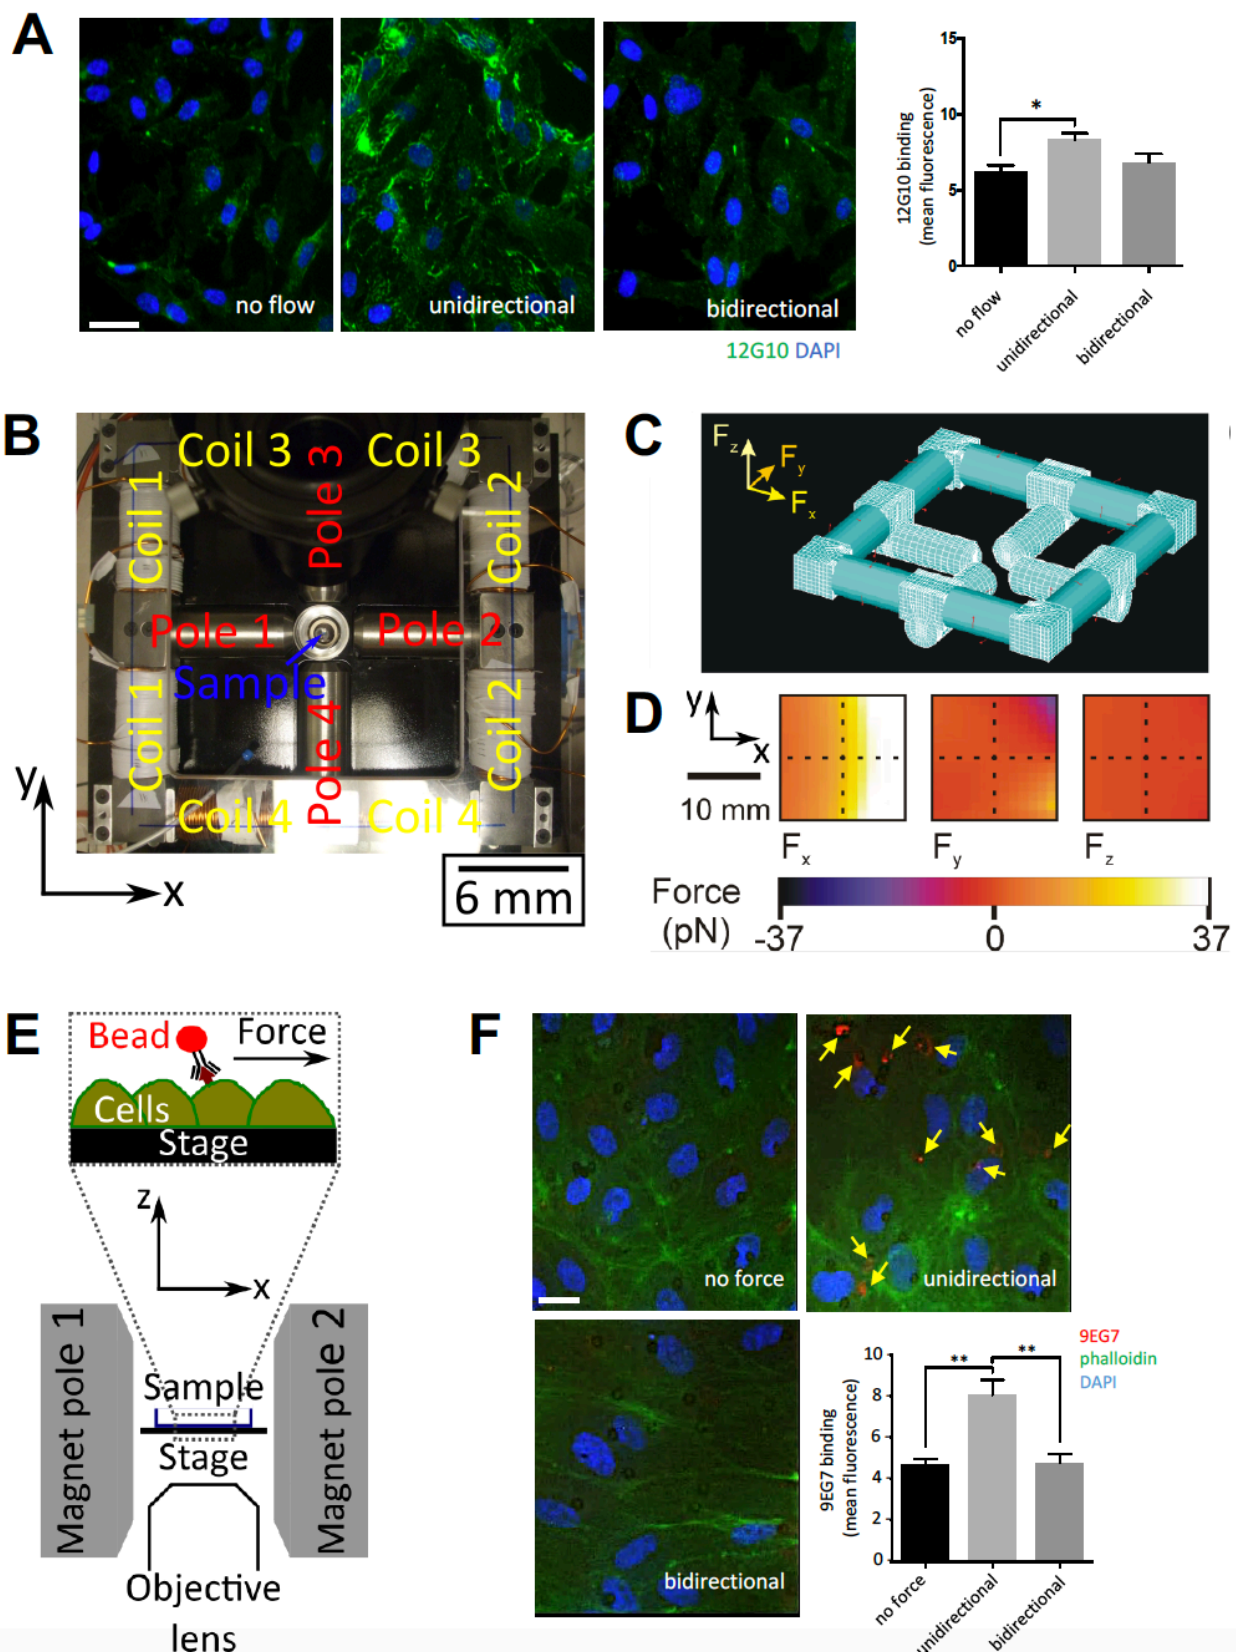 A
no flow
unidirectional
bidirectional
12G10 DAPI
12G10 binding
(mean fluorescence)
15
10
5
0
*
no flow
unidirectional
bidirectional
B
Coil 3
Coil 3
Pole 3
Coil 1
Coil 2
Pole 1
Pole 2
Sample
Coil 1
Coil 2
Pole 4
Coil 4
Coil 4
y
x
6 mm
C
Fz
Fy
Fx
D
y
x
10 mm
Fx
Fy
Fz
Force
(pN)
-37
0
37
E
Bead
Force
Cells
Stage
z
x
Magnet pole 1
Magnet pole 2
Sample
Stage
Objective
lens
F
no force
unidirectional
bidirectional
9EG7
phalloidin
DAPI
9EG7 binding
(mean fluorescence)
10
8
6
4
2
0
**
**
no force
unidirectional
bidirectional